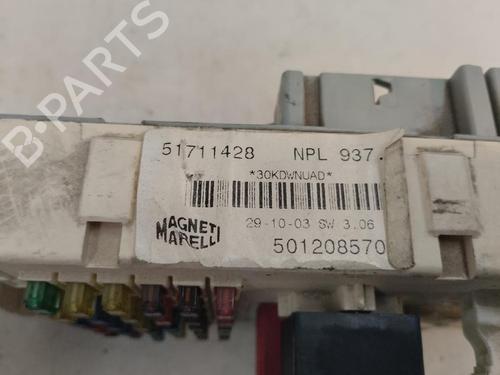 B-PARTS
51711428 NPL 937.
*30KDWNUAD*
29-10-03 SW 3.06
MAGNETI
MARELLI
501208570